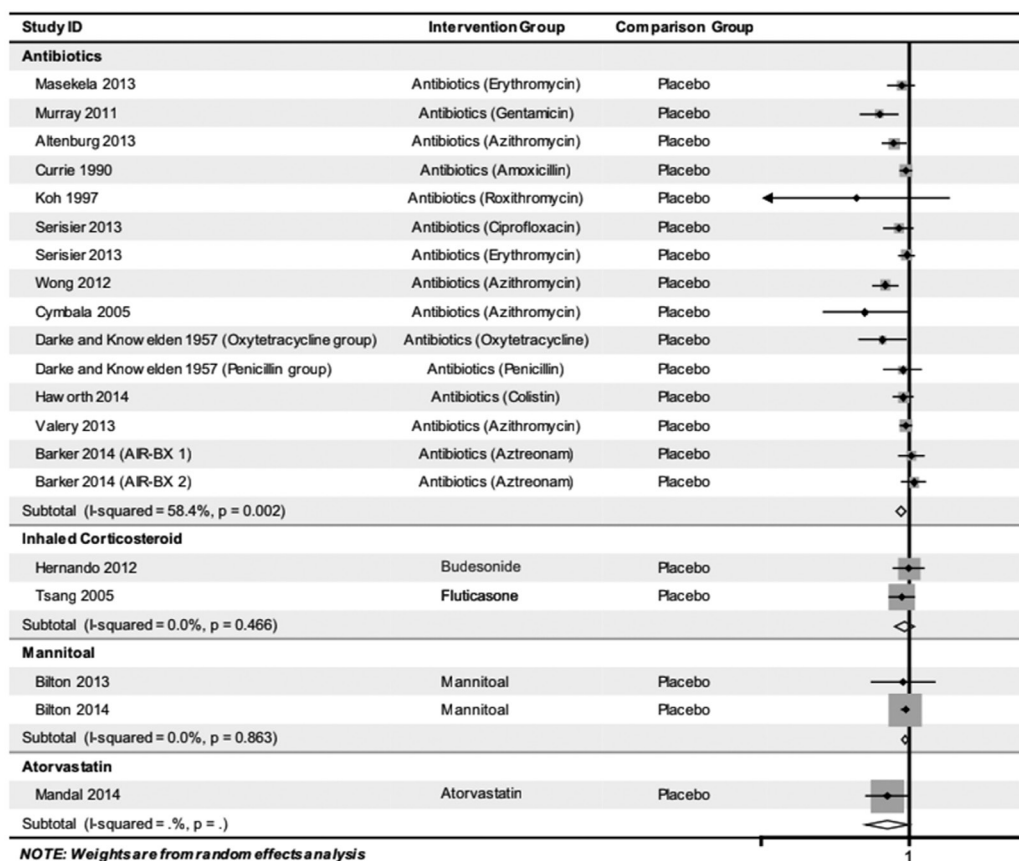 Study ID Intervention Group Comparison Group
Antibiotics
Masekela 2013 Antibiotics (Erythromycin) Placebo
Murray 2011 Antibiotics (Gentamicin) Placebo
Altenburg 2013 Antibiotics (Azithromycin) Placebo
Currie 1990 Antibiotics (Amoxicillin) Placebo
Koh 1997 Antibiotics (Roxithromycin) Placebo
Serisier 2013 Antibiotics (Ciprofloxacin) Placebo
Serisier 2013 Antibiotics (Erythromycin) Placebo
Wong 2012 Antibiotics (Azithromycin) Placebo
Cymbala 2005 Antibiotics (Azithromycin) Placebo
Darke and Knowelden 1957 (Oxytetracycline group) Antibiotics (Oxytetracycline) Placebo
Darke and Knowelden 1957 (Penicillin group) Antibiotics (Penicillin) Placebo
Haworth 2014 Antibiotics (Colistin) Placebo
Valery 2013 Antibiotics (Azithromycin) Placebo
Barker 2014 (AIR-BX 1) Antibiotics (Aztreonam) Placebo
Barker 2014 (AIR-BX 2) Antibiotics (Aztreonam) Placebo
Subtotal (I-squared = 58.4%, p = 0.002)
Inhaled Corticosteroid
Hernando 2012 Budesonide Placebo
Tsang 2005 Fluticasone Placebo
Subtotal (I-squared = 0.0%, p = 0.466)
Mannitoal
Bilton 2013 Mannitoal Placebo
Bilton 2014 Mannitoal Placebo
Subtotal (I-squared = 0.0%, p = 0.863)
Atorvastatin
Mandal 2014 Atorvastatin Placebo
Subtotal (I-squared = .%, p = .)
NOTE: Weights are from random effects analysis 1